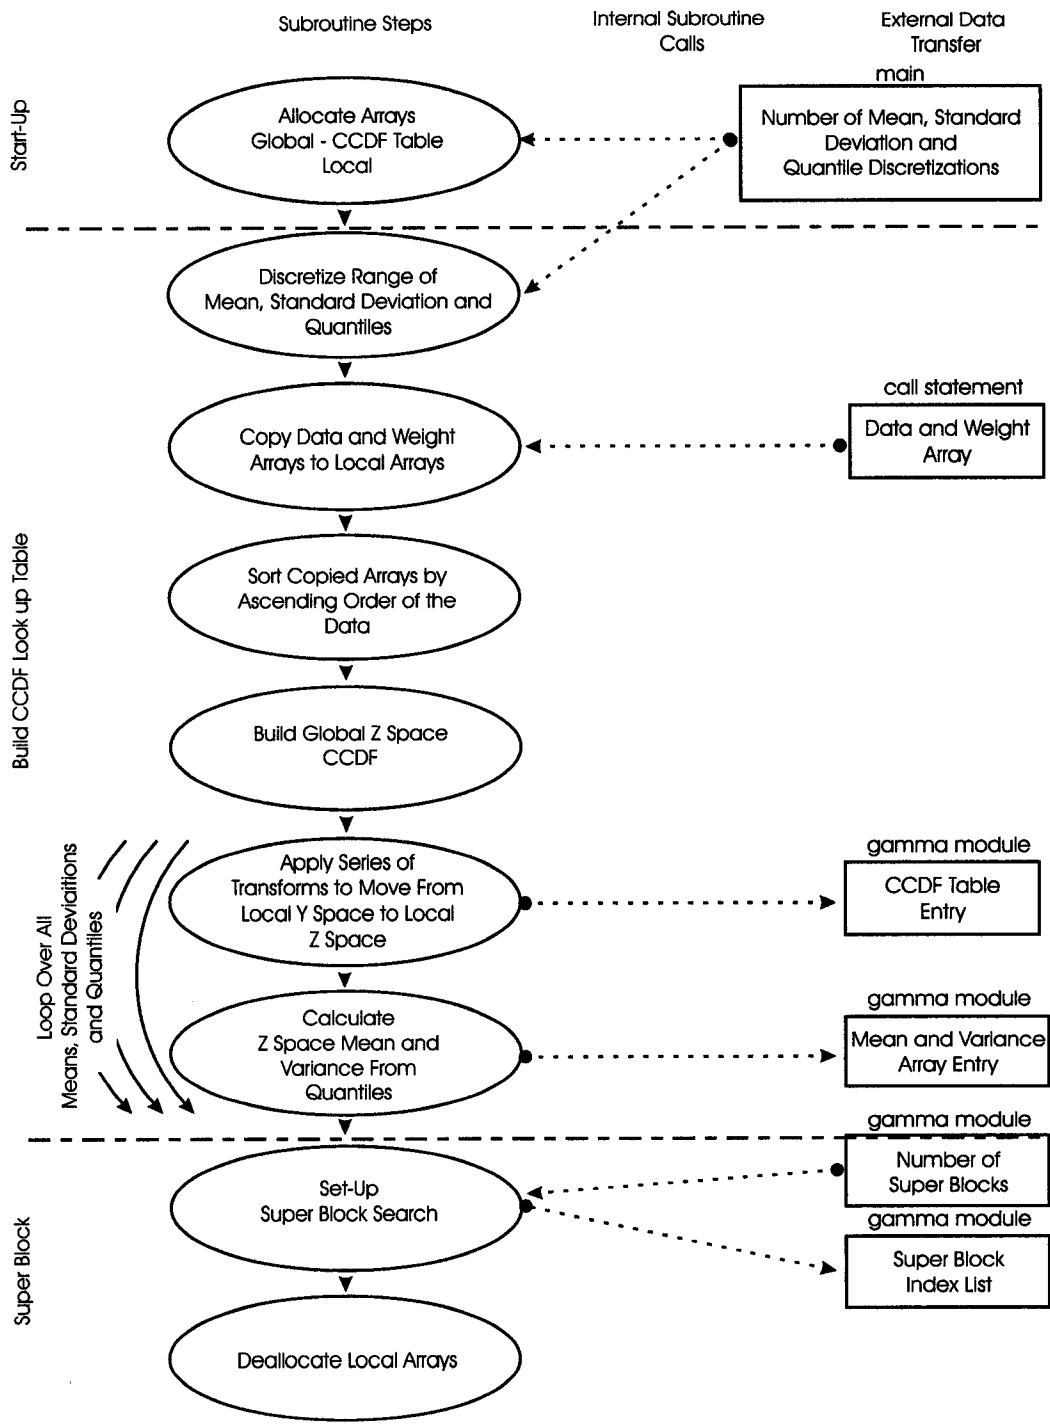 Subroutine Steps
Internal Subroutine
Calls
External Data
Transfer
main
Start-Up
Allocate Arrays
Global - CCDF Table
Local
Number of Mean, Standard
Deviation and
Quantile Discretizations
Discretize Range of
Mean, Standard Deviation and
Quantiles
call statement
Copy Data and Weight
Arrays to Local Arrays
Data and Weight
Array
Build CCDF Look up Table
Sort Copied Arrays by
Ascending Order of the
Data
Build Global Z Space
CCDF
Loop Over All
Means, Standard Deviaitions
and Quantiles
Apply Series of
Transforms to Move From
Local Y Space to Local
Z Space
gamma module
CCDF Table
Entry
Calculate
Z Space Mean and
Variance From
Quantiles
gamma module
Mean and Variance
Array Entry
gamma module
Number of
Super Blocks
Super Block
Set-Up
Super Block Search
gamma module
Super Block
Index List
Deallocate Local Arrays